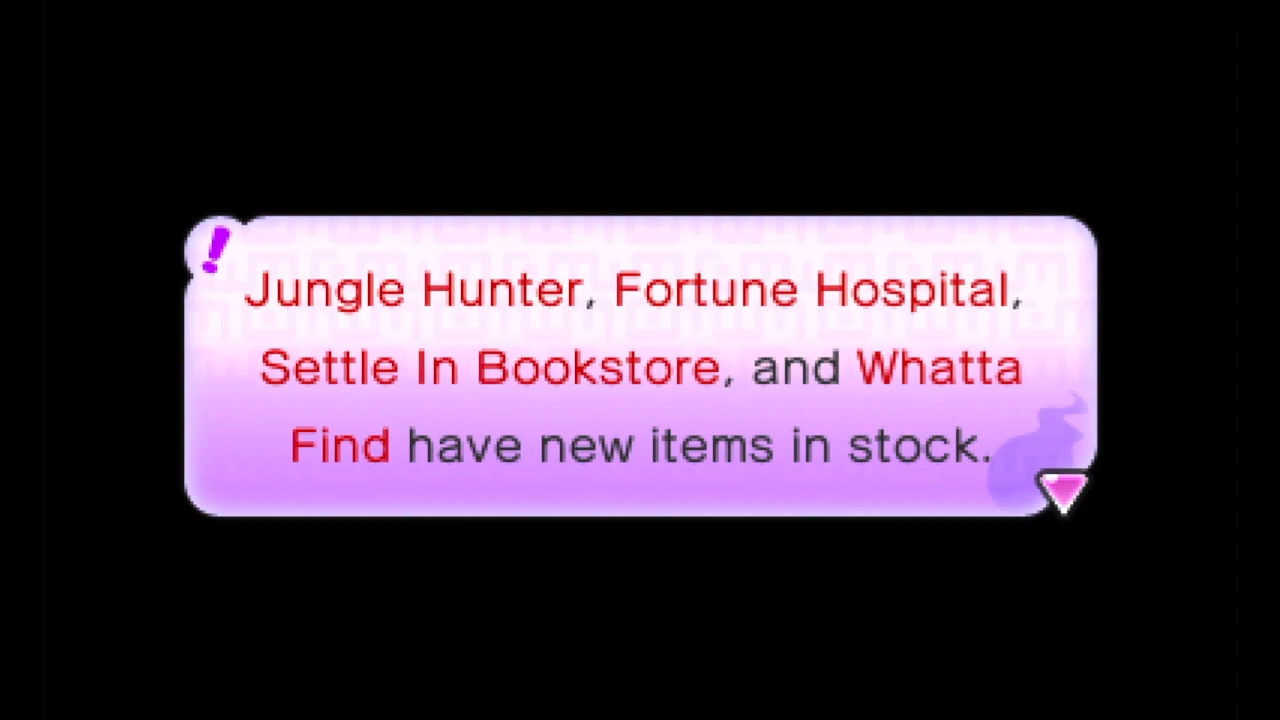 Jungle Hunter, Fortune Hospital,
Settle In Bookstore, and Whatta
Find have new items in stock.